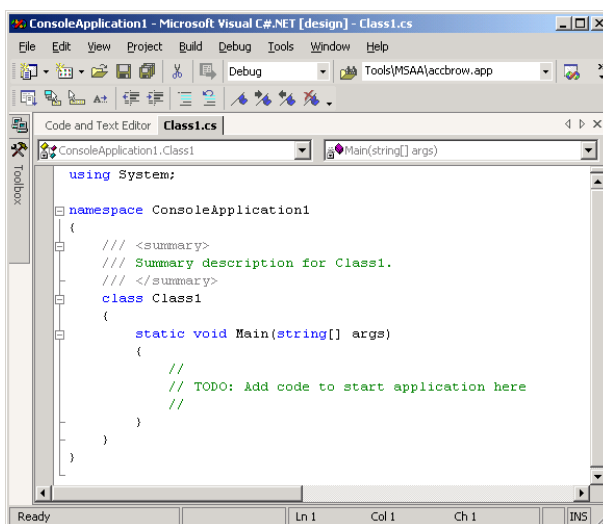 ConsoleApplication1 - Microsoft Visual C#.NET [design] - Class1.cs
File Edit View Project Build Debug Tools Window Help
Debug Tools\MSAA\accbrow.app
Code and Text Editor Class1.cs
ConsoleApplication1.Class1 Main(string[] args)
Toolbox
using System;
namespace ConsoleApplication1
{
/// <summary>
/// Summary description for Class1.
/// </summary>
class Class1
{
static void Main(string[] args)
{
//
// TODO: Add code to start application here
//
}
}
}
Ready Ln 1 Col 1 Ch 1 INS